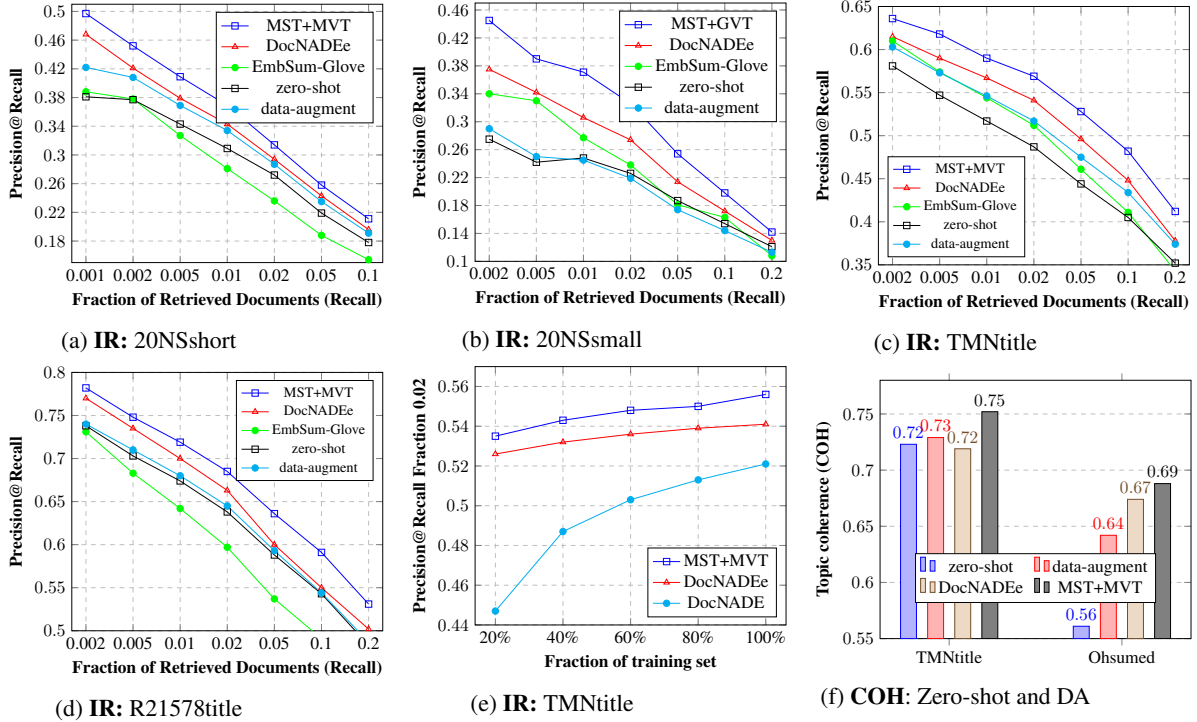 0.5
0.46
0.42
0.38
0.34
0.3
0.26
0.22
0.18
Precision@Recall
MST+MVT
DocNADEe
EmbSum-Glove
zero-shot
data-augment
0.001 0.002 0.005 0.01 0.02 0.05 0.1
Fraction of Retrieved Documents (Recall)
(a) IR: 20NSshort
0.46
0.42
0.38
0.34
0.3
0.26
0.22
0.18
0.14
0.1
Precision@Recall
MST+GVT
DocNADEe
EmbSum-Glove
zero-shot
data-augment
0.002 0.005 0.01 0.02 0.05 0.1 0.2
Fraction of Retrieved Documents (Recall)
(b) IR: 20NSsmall
0.65
0.6
0.55
0.5
0.45
0.4
0.35
Precision@Recall
MST+MVT
DocNADEe
EmbSum-Glove
zero-shot
data-augment
0.002 0.005 0.01 0.02 0.05 0.1 0.2
Fraction of Retrieved Documents (Recall)
(c) IR: TMNtitle
0.8
0.75
0.7
0.65
0.6
0.55
0.5
Precision@Recall
MST+MVT
DocNADEe
EmbSum-Glove
zero-shot
data-augment
0.002 0.005 0.01 0.02 0.05 0.1 0.2
Fraction of Retrieved Documents (Recall)
(d) IR: R21578title
0.56
0.54
0.52
0.5
0.48
0.46
0.44
Precision@Recall Fraction 0.02
MST+MVT
DocNADEe
DocNADE
20% 40% 60% 80% 100%
Fraction of training set
(e) IR: TMNtitle
0.75
0.7
0.65
0.6
0.55
Topic coherence (COH)
0.72 0.73 0.72 0.75
0.56 0.64 0.67 0.69
zero-shot data-augment
DocNADEe MST+MVT
TMNtitle Ohsumed
(f) COH: Zero-shot and DA